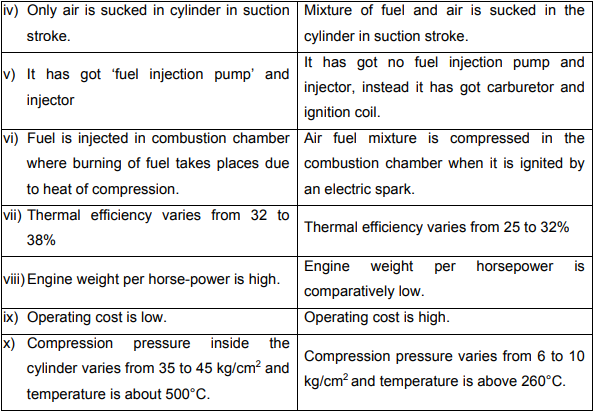 iv) Only air is sucked in cylinder in suction
stroke.
Mixture of fuel and air is sucked in the
cylinder in suction stroke.
v) It has got ‘fuel injection pump’ and
injector
It has got no fuel injection pump and
injector, instead it has got carburetor and
ignition coil.
vi) Fuel is injected in combustion chamber
where burning of fuel takes places due
to heat of compression.
Air fuel mixture is compressed in the
combustion chamber when it is ignited by
an electric spark.
vii) Thermal efficiency varies from 32 to
38%
Thermal efficiency varies from 25 to 32%
viii) Engine weight per horse-power is high.
Engine weight per horsepower is
comparatively low.
ix) Operating cost is low.
Operating cost is high.
x) Compression pressure inside the
cylinder varies from 35 to 45 kg/cm² and
temperature is about 500°C.
Compression pressure varies from 6 to 10
kg/cm² and temperature is above 260°C.